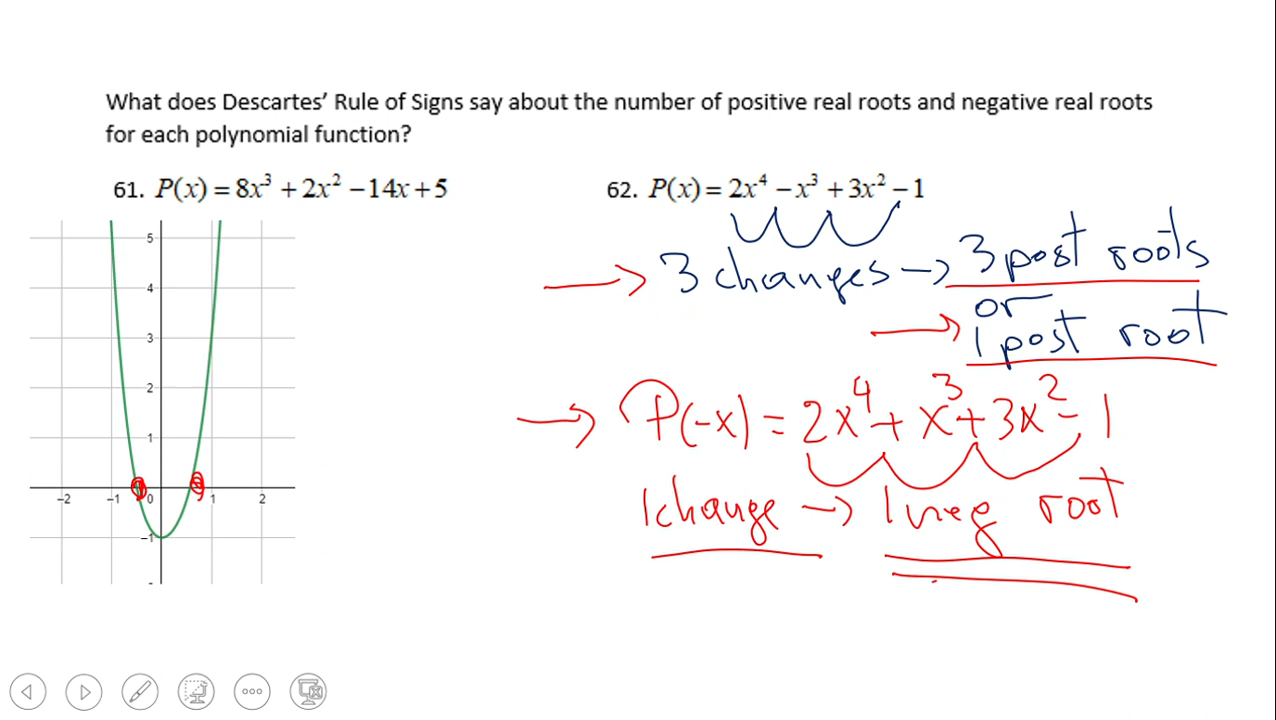 What does Descartes' Rule of Signs say about the number of positive real roots and negative real roots
for each polynomial function?
61. P(x) = 8x³ + 2x² − 14x + 5
62. P(x) = 2x⁴ − x³ + 3x² − 1
3 changes → 3 post roots
or
1 post root
P(-x) = 2x⁴ + x³ + 3x² - 1
1 change → 1 neg root
5
4
3
2
1
-2 -1 0 1 2
-1